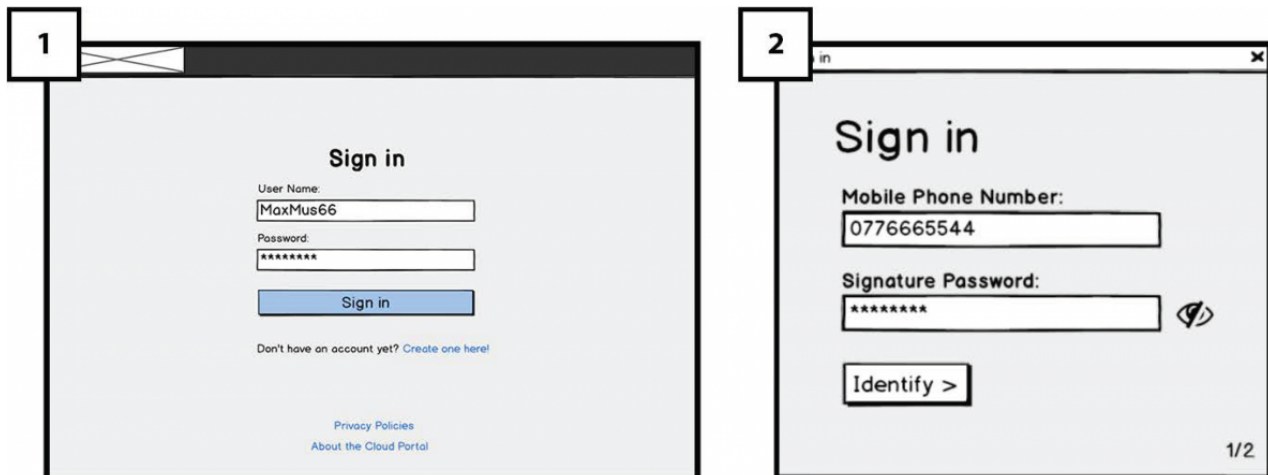 1
Sign in
User Name:
MaxMus66
Password:
********
Sign in
Don't have an account yet? Create one here!
Privacy Policies
About the Cloud Portal
2
in
Sign in
Mobile Phone Number:
0776665544
Signature Password:
********
Identify >
1/2